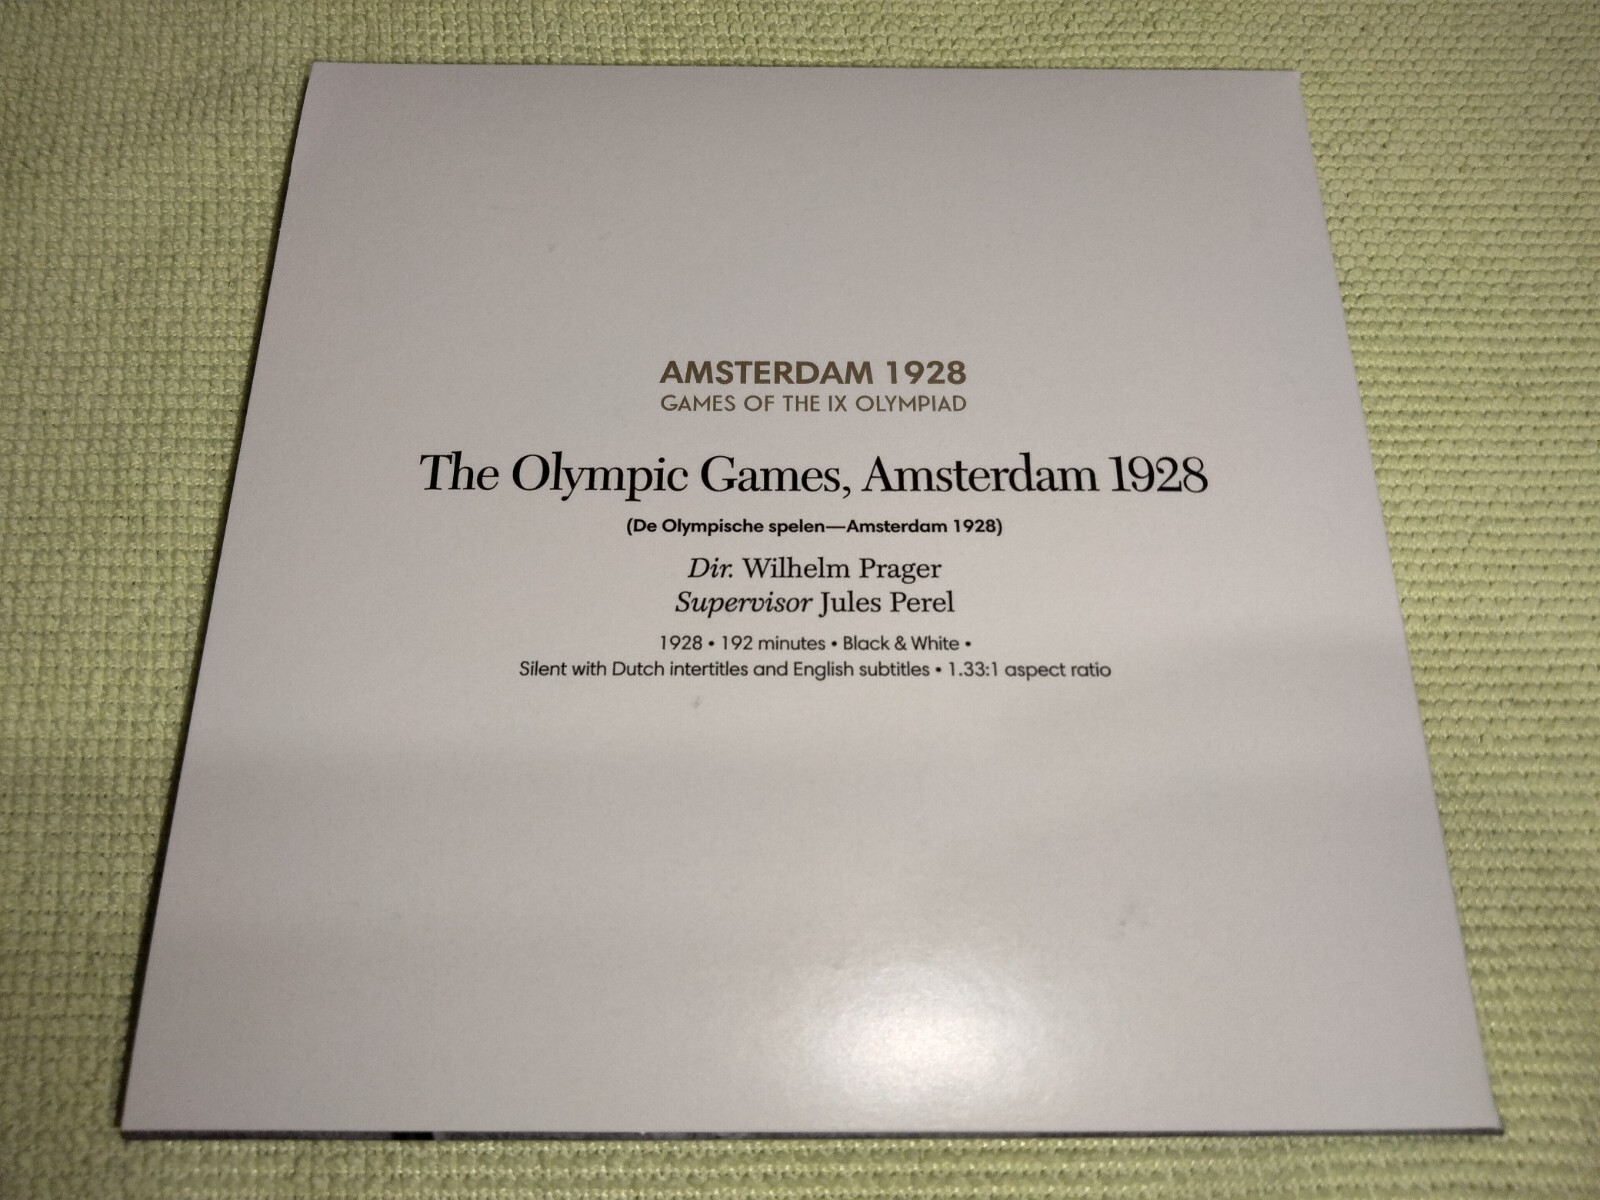 AMSTERDAM 1928
GAMES OF THE IX OLYMPIAD
The Olympic Games, Amsterdam 1928
(De Olympische spelen—Amsterdam 1928)
Dir. Wilhelm Prager
Supervisor Jules Perel
1928 • 192 minutes • Black & White •
Silent with Dutch intertitles and English subtitles • 1.33:1 aspect ratio